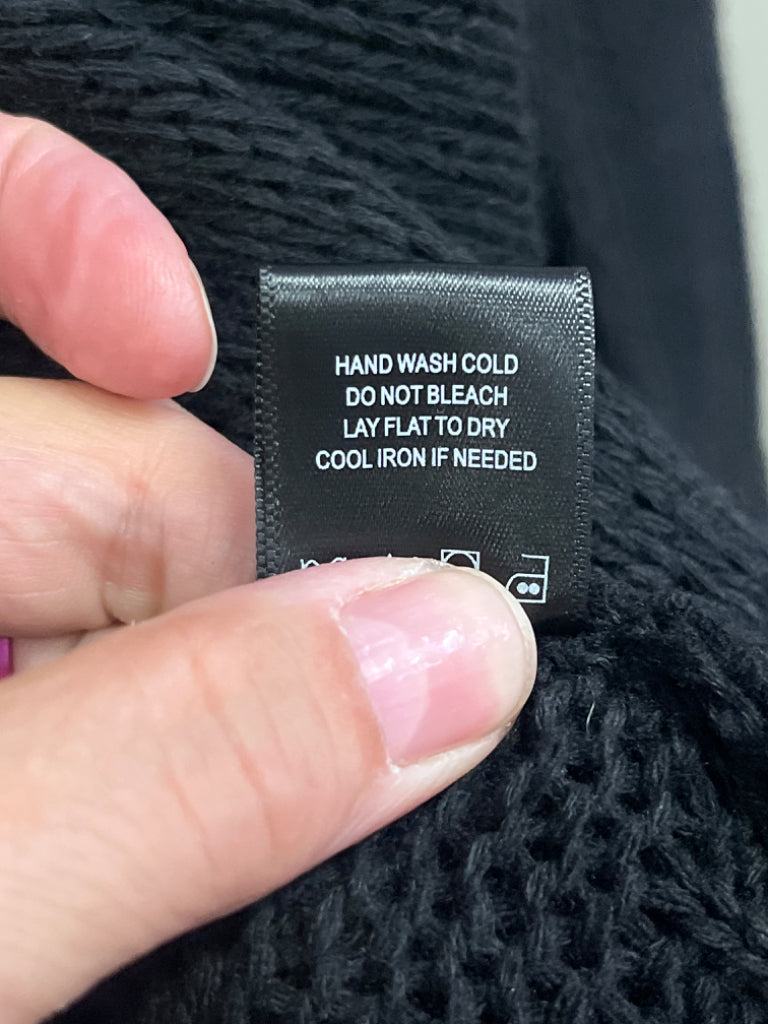 HAND WASH COLD
DO NOT BLEACH
LAY FLAT TO DRY
COOL IRON IF NEEDED